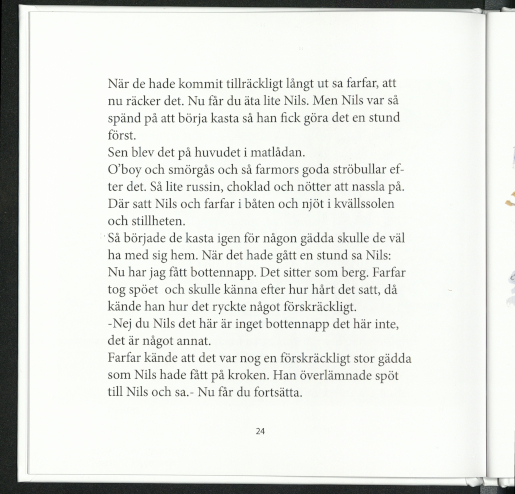 När de hade kommit tillräckligt långt ut sa farfar, att
nu räcker det. Nu får du äta lite Nils. Men Nils var så
spänd på att börja kasta så han fick göra det en stund
först.
Sen blev det på huvudet i matlådan.
O'boy och smörgås och så farmors goda ströbullar ef-
ter det. Så lite russin, choklad och nötter att nassla på.
Där satt Nils och farfar i båten och njöt i kvällssolen
och stillheten.
Så började de kasta igen för någon gädda skulle de väl
ha med sig hem. När det hade gått en stund sa Nils:
Nu har jag fått bottennapp. Det sitter som berg. Farfar
tog spöet och skulle känna efter hur hårt det satt, då
kände han hur det ryckte något förskräckligt.
-Nej du Nils det här är inget bottennapp det här inte,
det är något annat.
Farfar kände att det var nog en förskräckligt stor gädda
som Nils hade fått på kroken. Han överlämnade spöt
till Nils och sa.- Nu får du fortsätta.
24